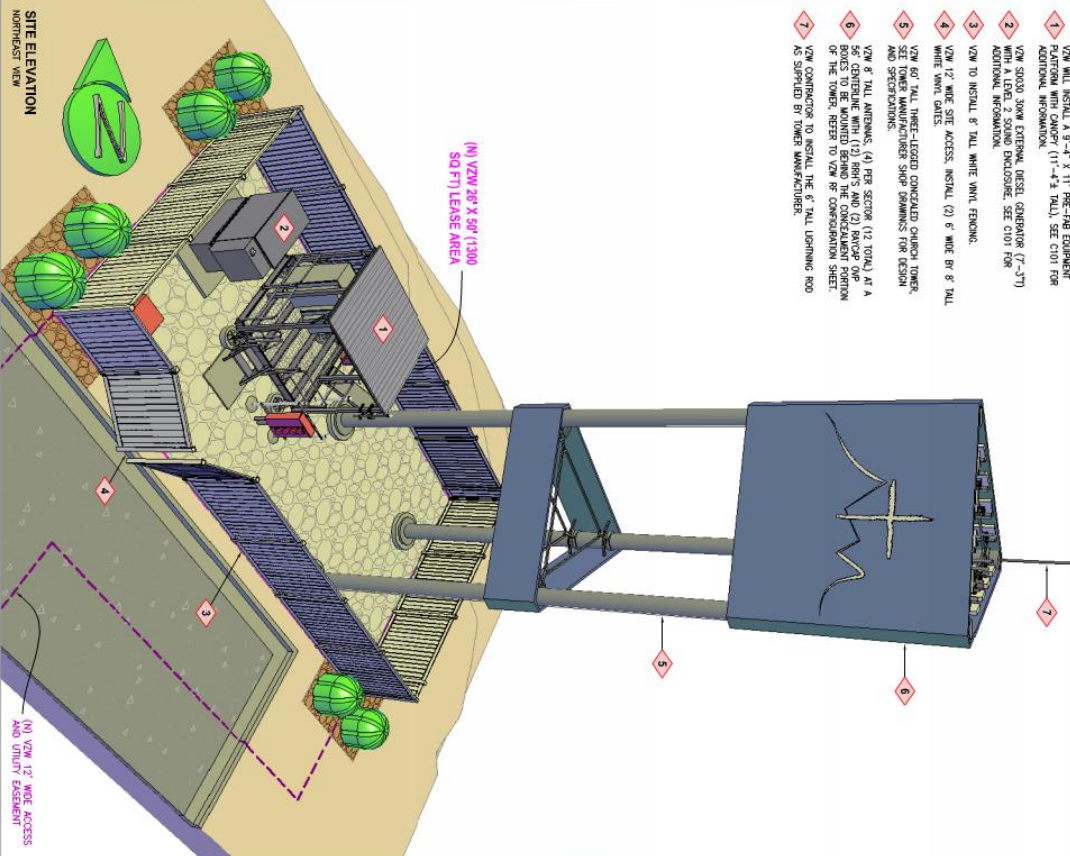 1
VZW WILL INSTALL A 9'-4" X 11' PRE-FAB EQUIPMENT
PLATFORM WITH CANOPY (11'-4"± TALL), SEE C101 FOR
ADDITIONAL INFORMATION.
2
VZW SD030 30KW EXTERNAL DIESEL GENERATOR (7'-3"T)
WITH A LEVEL 2 SOUND ENCLOSURE, SEE C101 FOR
ADDITIONAL INFORMATION.
3
VZW TO INSTALL 8' TALL WHITE VINYL FENCING.
4
VZW 12' WIDE SITE ACCESS, INSTALL (2) 6' WIDE BY 8' TALL
WHITE VINYL GATES.
5
VZW 60' TALL THREE-LEGGED CONCEALED CHURCH TOWER,
SEE TOWER MANUFACTURER SHOP DRAWINGS FOR DESIGN
AND SPECIFICATIONS.
6
VZW 8' TALL ANTENNAS, (4) PER SECTOR (12 TOTAL) AT A
56' CENTERLINE WITH (12) RRH'S AND (2) RAYCAP OVP
BOXES TO BE MOUNTED BEHIND THE CONCEALMENT PORTION
OF THE TOWER, REFER TO VZW RF CONFIGURATION SHEET.
7
VZW CONTRACTOR TO INSTALL THE 6' TALL LIGHTNING ROD
AS SUPPLIED BY TOWER MANUFACTURER.
7
6
5
(N) VZW 26' X 50' (1300
SQ FT) LEASE AREA
1
2
3
4
N
(N) VZW 12' WIDE ACCESS
AND UTILITY EASEMENT
SITE ELEVATION
NORTHEAST VIEW